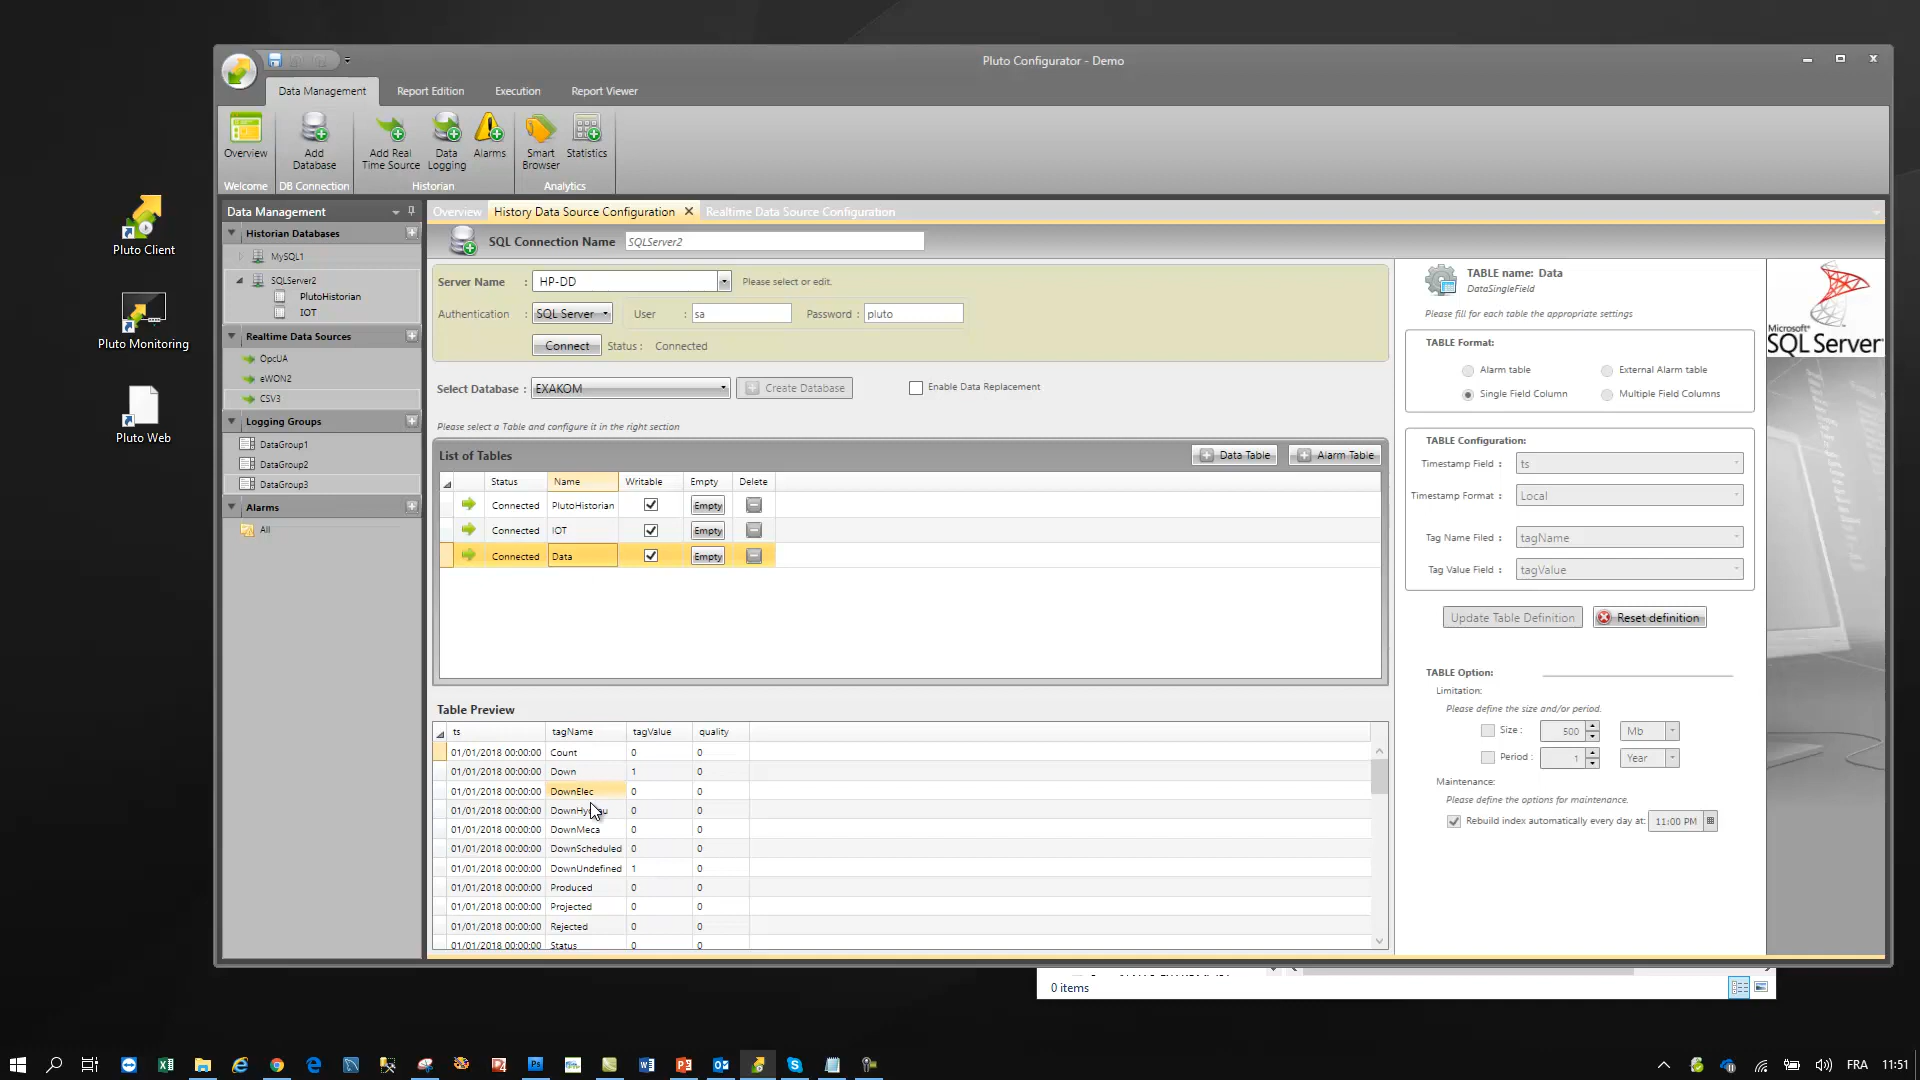 Pluto Configurator - Demo
Data Management Report Edition Execution Report Viewer
Overview
Add Database
Add Real Time Source
Data Logging
Alarms
Smart Browser
Statistics
Welcome DB Connection Historian Analytics
Pluto Client
Pluto Monitoring
Pluto Web
Data Management
Historian Databases
MySQL1
SQLServer2
PlutoHistorian
IOT
Realtime Data Sources
OpcUA
eWON2
CSV3
Logging Groups
DataGroup1
DataGroup2
DataGroup3
Alarms
All
Overview History Data Source Configuration Realtime Data Source Configuration
SQL Connection Name SQLServer2
Server Name : HP-DD Please select or edit.
Authentication : SQL Server User : sa Password : pluto
Connect Status : Connected
Select Database : EXAKOM Create Database Enable Data Replacement
Please select a Table and configure it in the right section
List of Tables Data Table Alarm Table
Status Name Writable Empty Delete
Connected PlutoHistorian Empty
Connected IOT Empty
Connected Data Empty
Table Preview
ts tagName tagValue quality
01/01/2018 00:00:00 Count 0 0
01/01/2018 00:00:00 Down 1 0
01/01/2018 00:00:00 DownElec 0 0
01/01/2018 00:00:00 0 0
01/01/2018 00:00:00 DownMeca 0 0
01/01/2018 00:00:00 DownScheduled 0 0
01/01/2018 00:00:00 DownUndefined 1 0
01/01/2018 00:00:00 Produced 0 0
01/01/2018 00:00:00 Projected 0 0
01/01/2018 00:00:00 Rejected 0 0
01/01/2018 00:00:00 Status 0 0
TABLE name: Data
DataSingleField
Please fill for each table the appropriate settings
TABLE Format:
Alarm table External Alarm table
Single Field Column Multiple Field Columns
TABLE Configuration:
Timestamp Field : ts
Timestamp Format : Local
Tag Name Filed : tagName
Tag Value Field : tagValue
Update Table Definition Reset definition
TABLE Option:
Limitation:
Please define the size and/or period.
Size : 500 Mb
Period : 1 Year
Maintenance:
Please define the options for maintenance.
Rebuild index automatically every day at: 11:00 PM
Microsoft
SQL Server
0 items
FRA 11:51